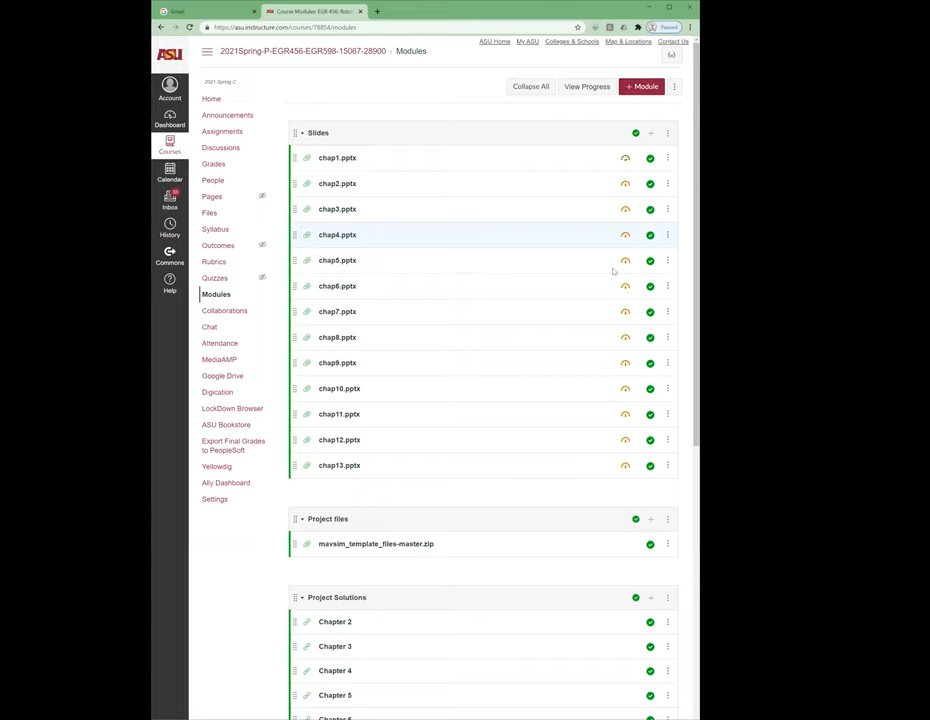 Gmail
Course Modules: EGR 456: Robo
https://asu.instructure.com/courses/78854/modules
Paused
ASU Home
My ASU
Colleges & Schools
Map & Locations
Contact Us
ASU
2021Spring-P-EGR456-EGR598-15067-28900 › Modules
Account
Dashboard
Courses
Calendar
31
Inbox
History
Commons
Help
2021 Spring C
Home
Announcements
Assignments
Discussions
Grades
People
Pages
Files
Syllabus
Outcomes
Rubrics
Quizzes
Modules
Collaborations
Chat
Attendance
MediaAMP
Google Drive
Digication
LockDown Browser
ASU Bookstore
Export Final Grades
to PeopleSoft
Yellowdig
Ally Dashboard
Settings
Collapse All
View Progress
+ Module
Slides
chap1.pptx
chap2.pptx
chap3.pptx
chap4.pptx
chap5.pptx
chap6.pptx
chap7.pptx
chap8.pptx
chap9.pptx
chap10.pptx
chap11.pptx
chap12.pptx
chap13.pptx
Project files
mavsim_template_files-master.zip
Project Solutions
Chapter 2
Chapter 3
Chapter 4
Chapter 5
Chapter 6